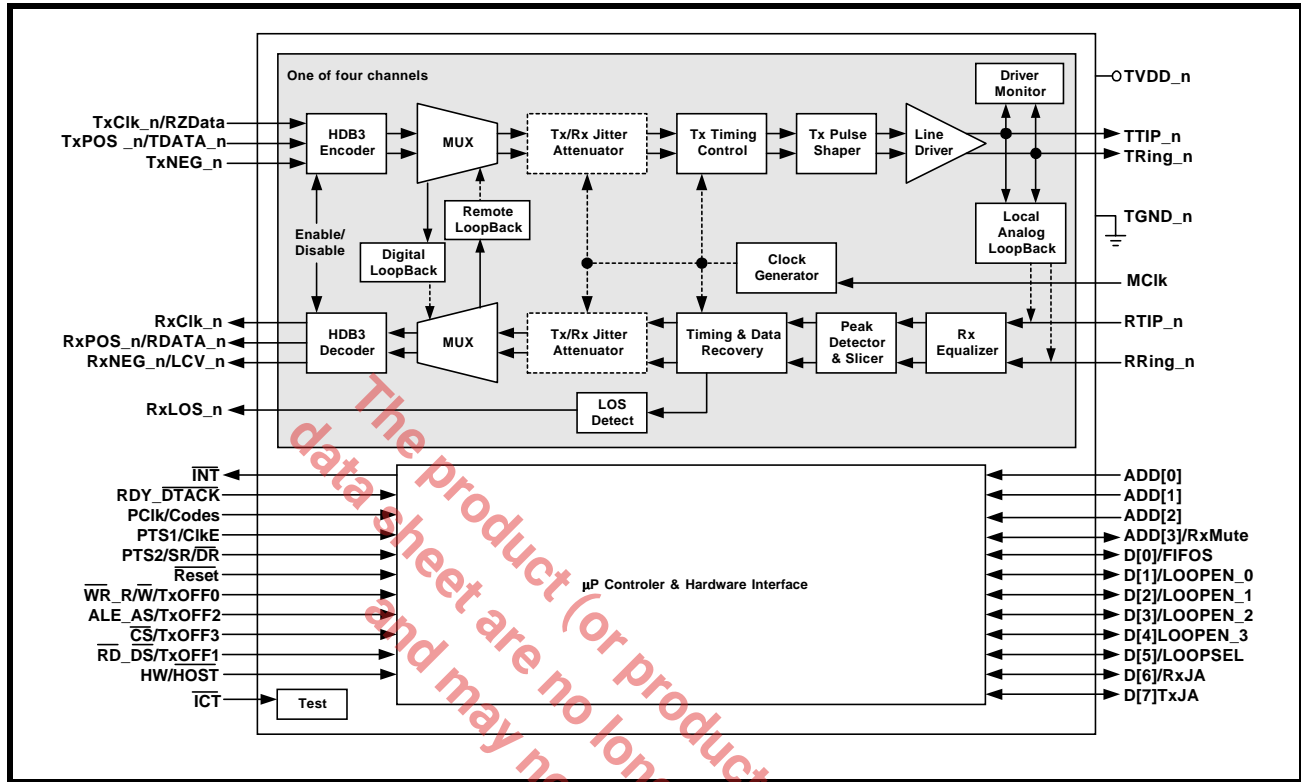 One of four channels
TxClk_n/RZData
TxPOS _n/TDATA_n
TxNEG_n
HDB3
Encoder
MUX
Tx/Rx Jitter
Attenuator
Tx Timing
Control
Tx Pulse
Shaper
Line
Driver
Driver
Monitor
TVDD_n
TTIP_n
TRing_n
Enable/
Disable
Digital
LoopBack
Remote
LoopBack
Clock
Generator
Local
Analog
LoopBack
TGND_n
MClk
RxClk_n
RxPOS_n/RDATA_n
RxNEG_n/LCV_n
HDB3
Decoder
MUX
Tx/Rx Jitter
Attenuator
Timing & Data
Recovery
Peak
Detector
& Slicer
Rx
Equalizer
RTIP_n
RRing_n
RxLOS_n
LOS
Detect
INT
RDY_DTACK
PClk/Codes
PTS1/ClkE
PTS2/SR/DR
Reset
WR_R/W/TxOFF0
ALE_AS/TxOFF2
CS/TxOFF3
RD_DS/TxOFF1
HW/HOST
ICT
Test
µP Controler & Hardware Interface
ADD[0]
ADD[1]
ADD[2]
ADD[3]/RxMute
D[0]/FIFOS
D[1]/LOOPEN_0
D[2]/LOOPEN_1
D[3]/LOOPEN_2
D[4]LOOPEN_3
D[5]/LOOPSEL
D[6]/RxJA
D[7]TxJA
The product (or product
data sheet are no lon
and may no